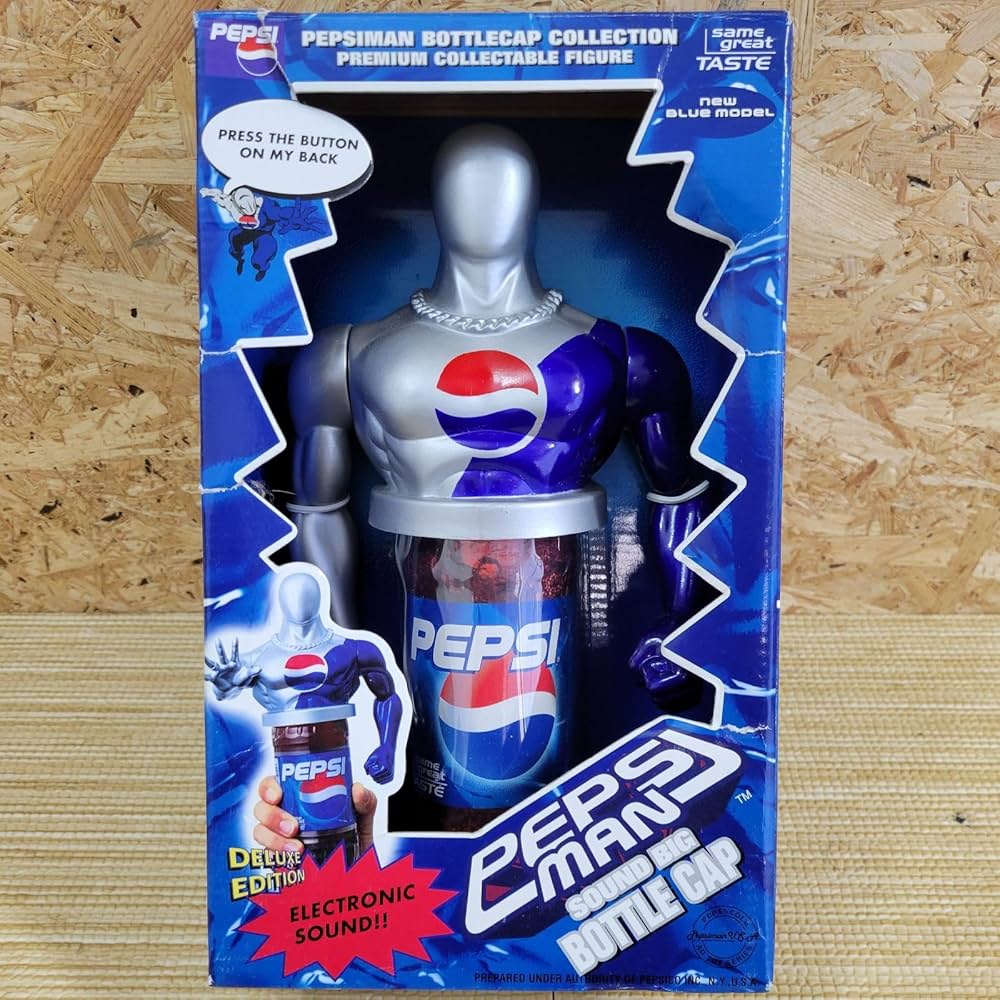 PEPSI
PEPSIMAN BOTTLECAP COLLECTION
PREMIUM COLLECTABLE FIGURE
same
great
TASTE
new
BLUE MODEL
PRESS THE BUTTON
ON MY BACK
PEPSI
same
great
TASTE
PEPSI
DELUXE
EDITION
ELECTRONIC
SOUND!!
PEPSI
MAN
TM
SOUND BIG
BOTTLE CAP
PEPSI-COLA
Pepsiman U.S.A.
PREPARED UNDER AUTHORITY OF PEPSICO INC. N.Y.,U.S.A.